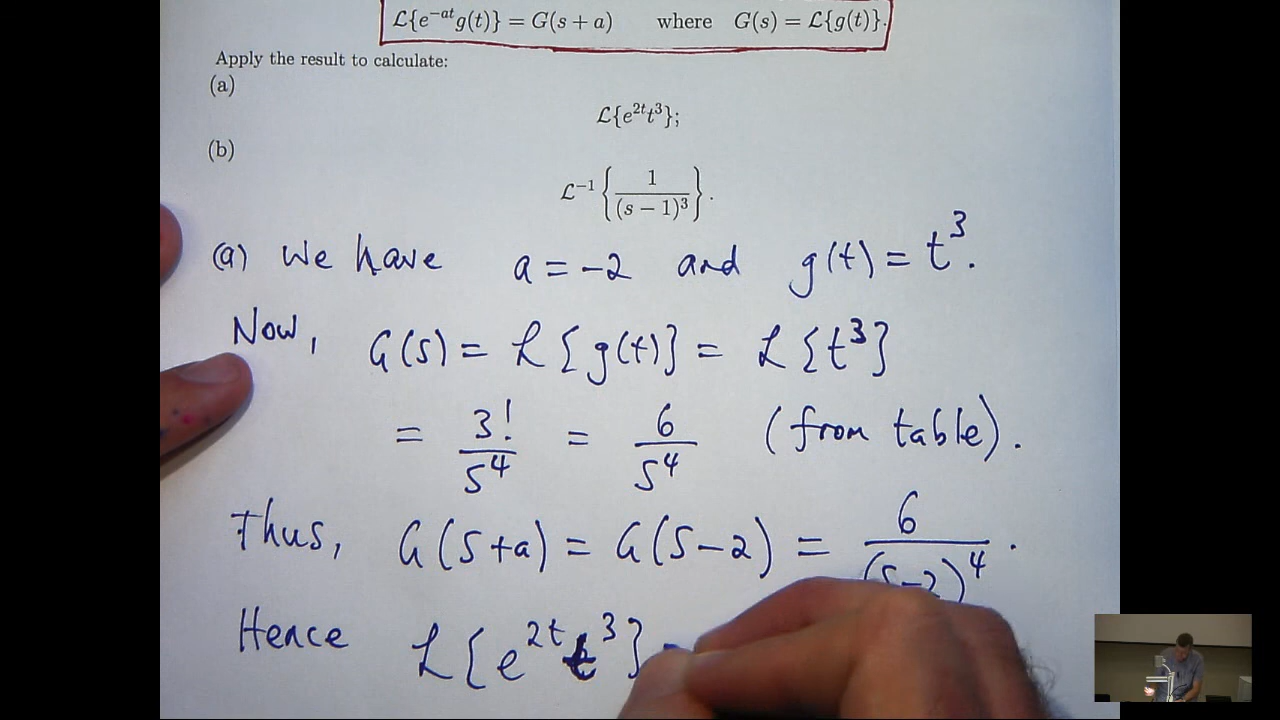 ℒ{e^{-at}g(t)} = G(s + a) where G(s) = ℒ{g(t)}.
Apply the result to calculate:
(a)
ℒ{e^{2t}t^3};
(b)
ℒ^{-1}{1/(s − 1)^3}.
(a) We have a = -2 and g(t) = t^3.
Now, G(s) = ℒ{g(t)} = ℒ{t^3}
= 3!/s^4 = 6/s^4 (from table).
Thus, G(s+a) = G(s-2) = 6/(s-2)^4.
Hence ℒ{e^{2t}t^3}